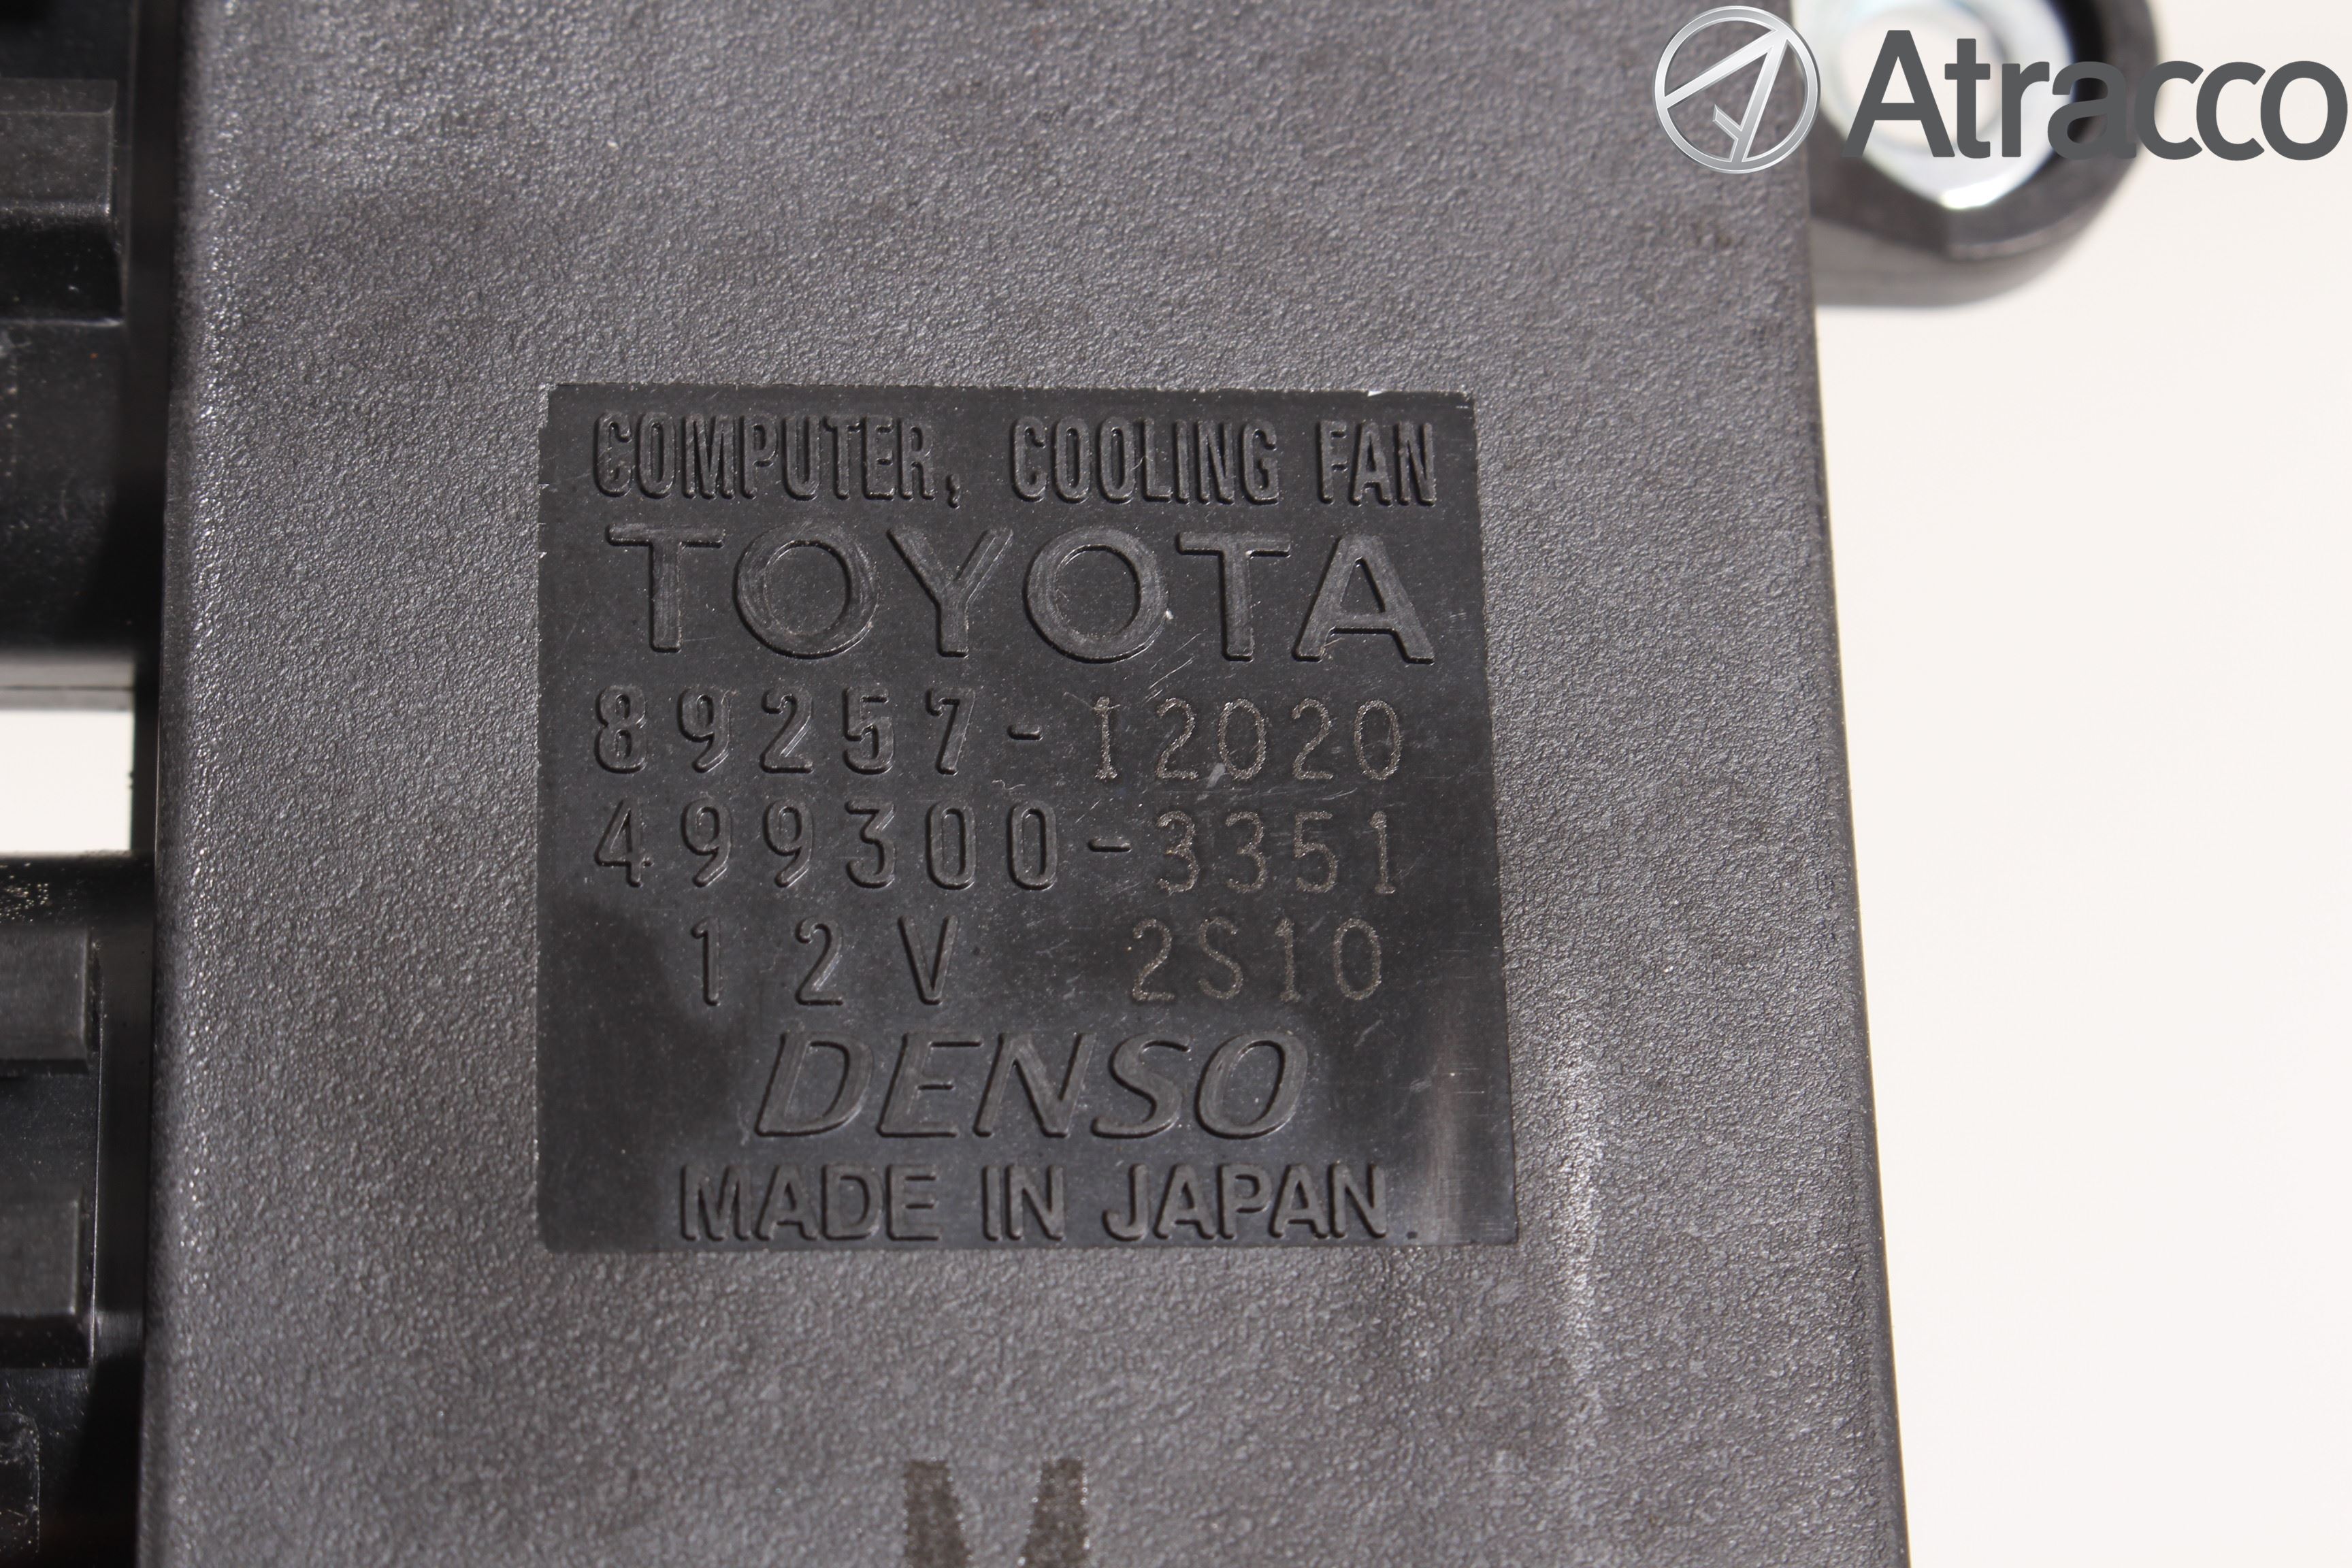 Atracco
COMPUTER, COOLING FAN
TOYOTA
89257-12020
499300-3351
12V 2S10
DENSO
MADE IN JAPAN